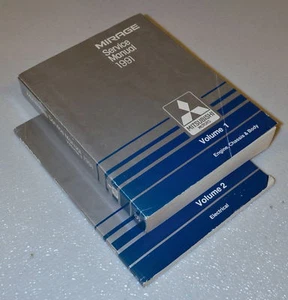 MIRAGE
Service
Manual
1991
MITSUBISHI
MOTORS
Volume 1
Engine, Chassis & Body
Volume 2
Electrical